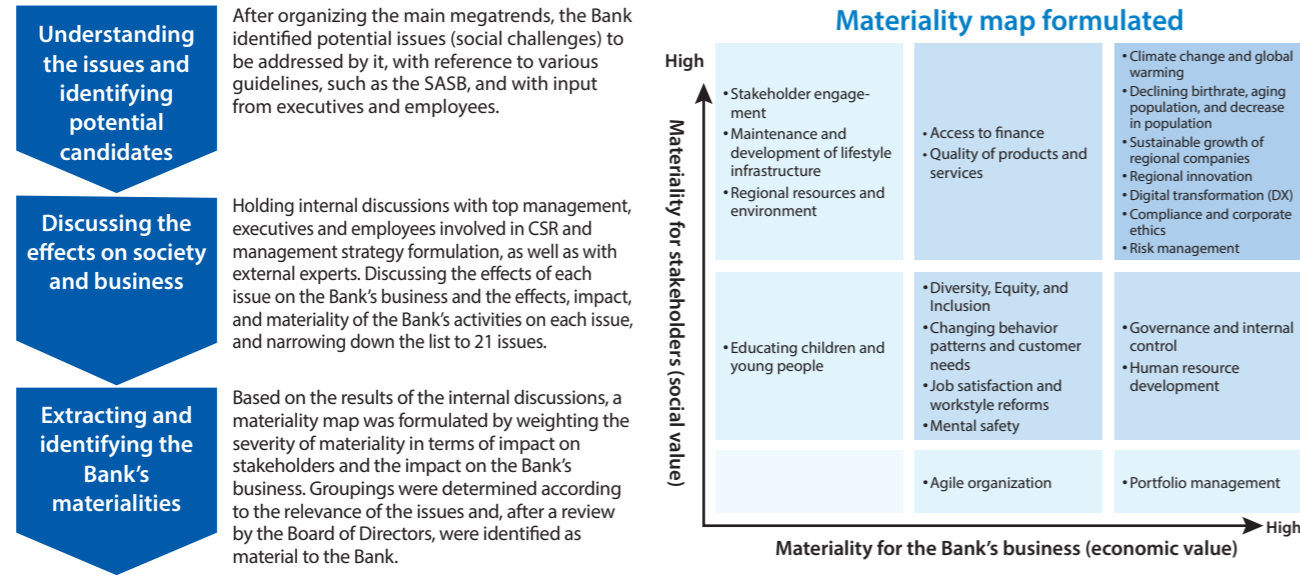 Understanding
the issues and
identifying
potential
candidates
After organizing the main megatrends, the Bank
identified potential issues (social challenges) to
be addressed by it, with reference to various
guidelines, such as the SASB, and with input
from executives and employees.
Discussing the
effects on society
and business
Holding internal discussions with top management,
executives and employees involved in CSR and
management strategy formulation, as well as with
external experts. Discussing the effects of each
issue on the Bank’s business and the effects, impact,
and materiality of the Bank’s activities on each issue,
and narrowing down the list to 21 issues.
Extracting and
identifying the
Bank’s
materialities
Based on the results of the internal discussions, a
materiality map was formulated by weighting the
severity of materiality in terms of impact on
stakeholders and the impact on the Bank’s
business. Groupings were determined according
to the relevance of the issues and, after a review
by the Board of Directors, were identified as
material to the Bank.
Materiality map formulated
High
Materiality for stakeholders (social value)
• Stakeholder engage-
ment
• Maintenance and
development of lifestyle
infrastructure
• Regional resources and
environment
• Access to finance
• Quality of products and
services
• Climate change and global
warming
• Declining birthrate, aging
population, and decrease
in population
• Sustainable growth of
regional companies
• Regional innovation
• Digital transformation (DX)
• Compliance and corporate
ethics
• Risk management
• Educating children and
young people
• Diversity, Equity, and
Inclusion
• Changing behavior
patterns and customer
needs
• Job satisfaction and
workstyle reforms
• Mental safety
• Governance and internal
control
• Human resource
development
• Agile organization
• Portfolio management
High
Materiality for the Bank’s business (economic value)